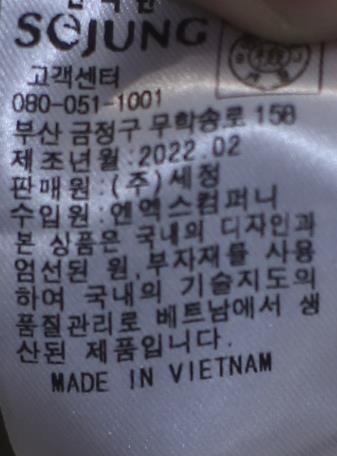 SEJUNG
고객센터
080-051-1001
부산 금정구 무학송로 158
제조년월:2022.02
판매원:(주)세정
수입원:엔엑스컴퍼니
본 상품은 국내의 디자인과
엄선된 원,부자재를 사용
하여 국내의 기술지도의
품질관리로 베트남에서 생
산된 제품입니다.
MADE IN VIETNAM